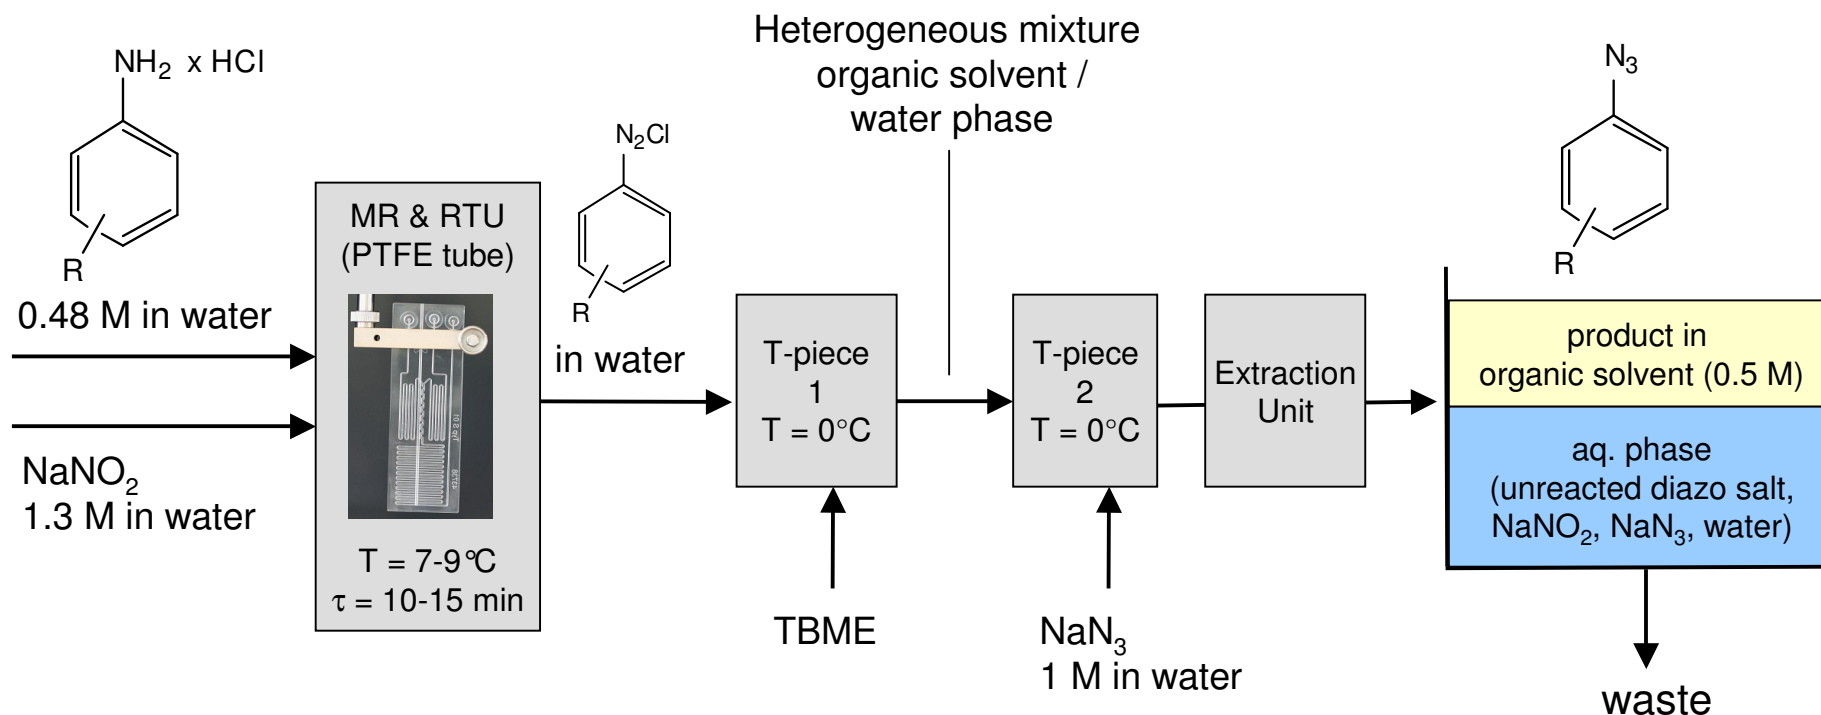 NH2 x HCl
R
0.48 M in water
NaNO2
1.3 M in water
MR & RTU
(PTFE tube)
T = 7-9°C
τ = 10-15 min
N2Cl
R
in water
T-piece
1
T = 0°C
TBME
Heterogeneous mixture
organic solvent /
water phase
T-piece
2
T = 0°C
NaN3
1 M in water
Extraction
Unit
N3
R
product in
organic solvent (0.5 M)
aq. phase
(unreacted diazo salt,
NaNO2, NaN3, water)
waste